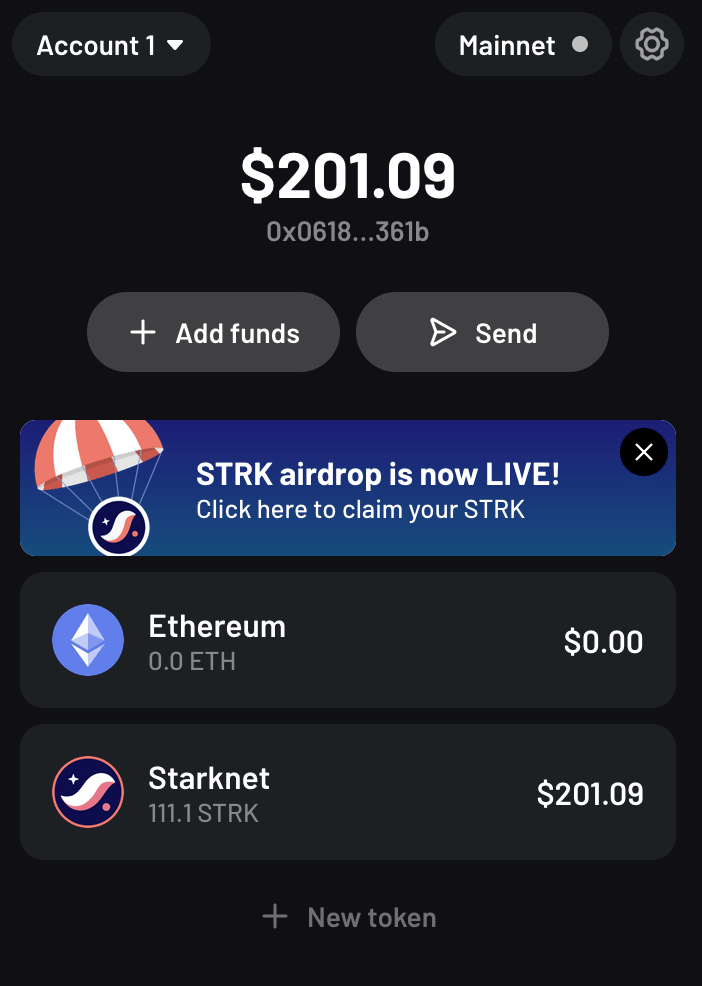 Account 1
Mainnet
$201.09
0x0618...361b
Add funds
Send
STRK airdrop is now LIVE!
Click here to claim your STRK
Ethereum
$0.00
0.0 ETH
Starknet
$201.09
111.1 STRK
New token